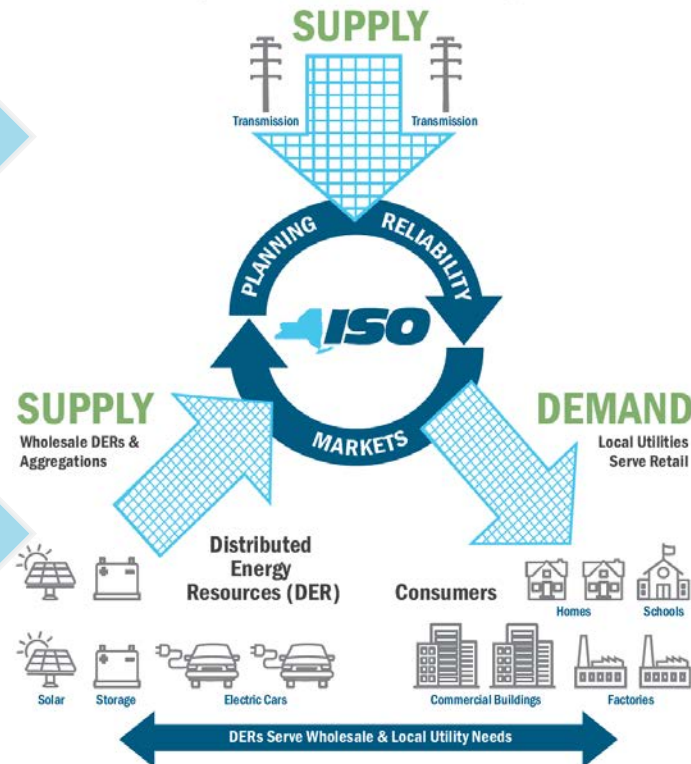 SUPPLY
Transmission
Transmission
PLANNING
RELIABILITY
ISO
MARKETS
SUPPLY
Wholesale DERs &
Aggregations
DEMAND
Local Utilities
Serve Retail
Distributed
Energy
Resources (DER)
Consumers
Homes
Schools
Solar
Storage
Electric Cars
Commercial Buildings
Factories
DERs Serve Wholesale & Local Utility Needs